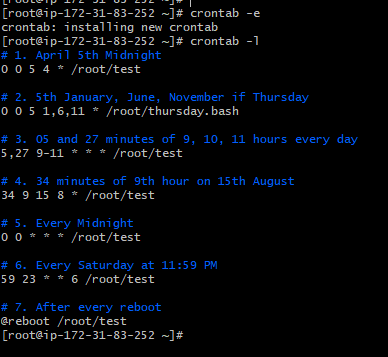 [root@ip-172-31-83-252 ~]# crontab -e
crontab: installing new crontab
[root@ip-172-31-83-252 ~]# crontab -l
# 1. April 5th Midnight
0 0 5 4 * /root/test
# 2. 5th January, June, November if Thursday
0 0 5 1,6,11 * /root/thursday.bash
# 3. 05 and 27 minutes of 9, 10, 11 hours every day
5,27 9-11 * * * /root/test
# 4. 34 minutes of 9th hour on 15th August
34 9 15 8 * /root/test
# 5. Every Midnight
0 0 * * * /root/test
# 6. Every Saturday at 11:59 PM
59 23 * * 6 /root/test
# 7. After every reboot
@reboot /root/test
[root@ip-172-31-83-252 ~]#